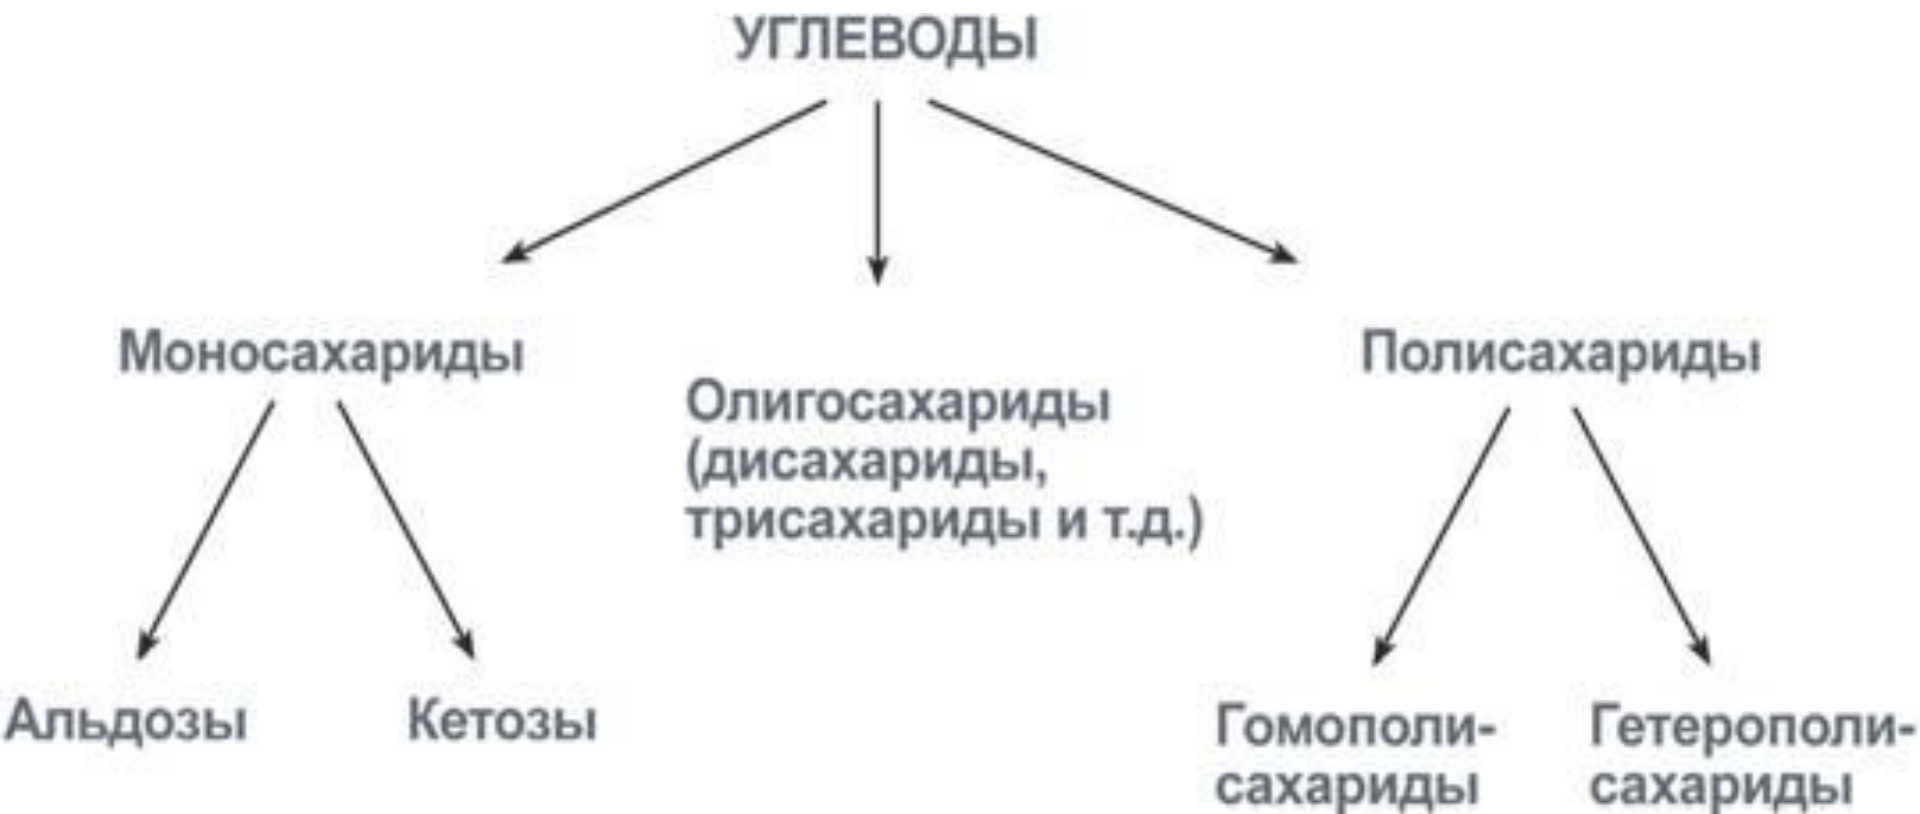 УГЛЕВОДЫ
Моносахариды
Олигосахариды
(дисахариды,
трисахариды и т.д.)
Полисахариды
Альдозы
Кетозы
Гомополи-
сахариды
Гетерополи-
сахариды